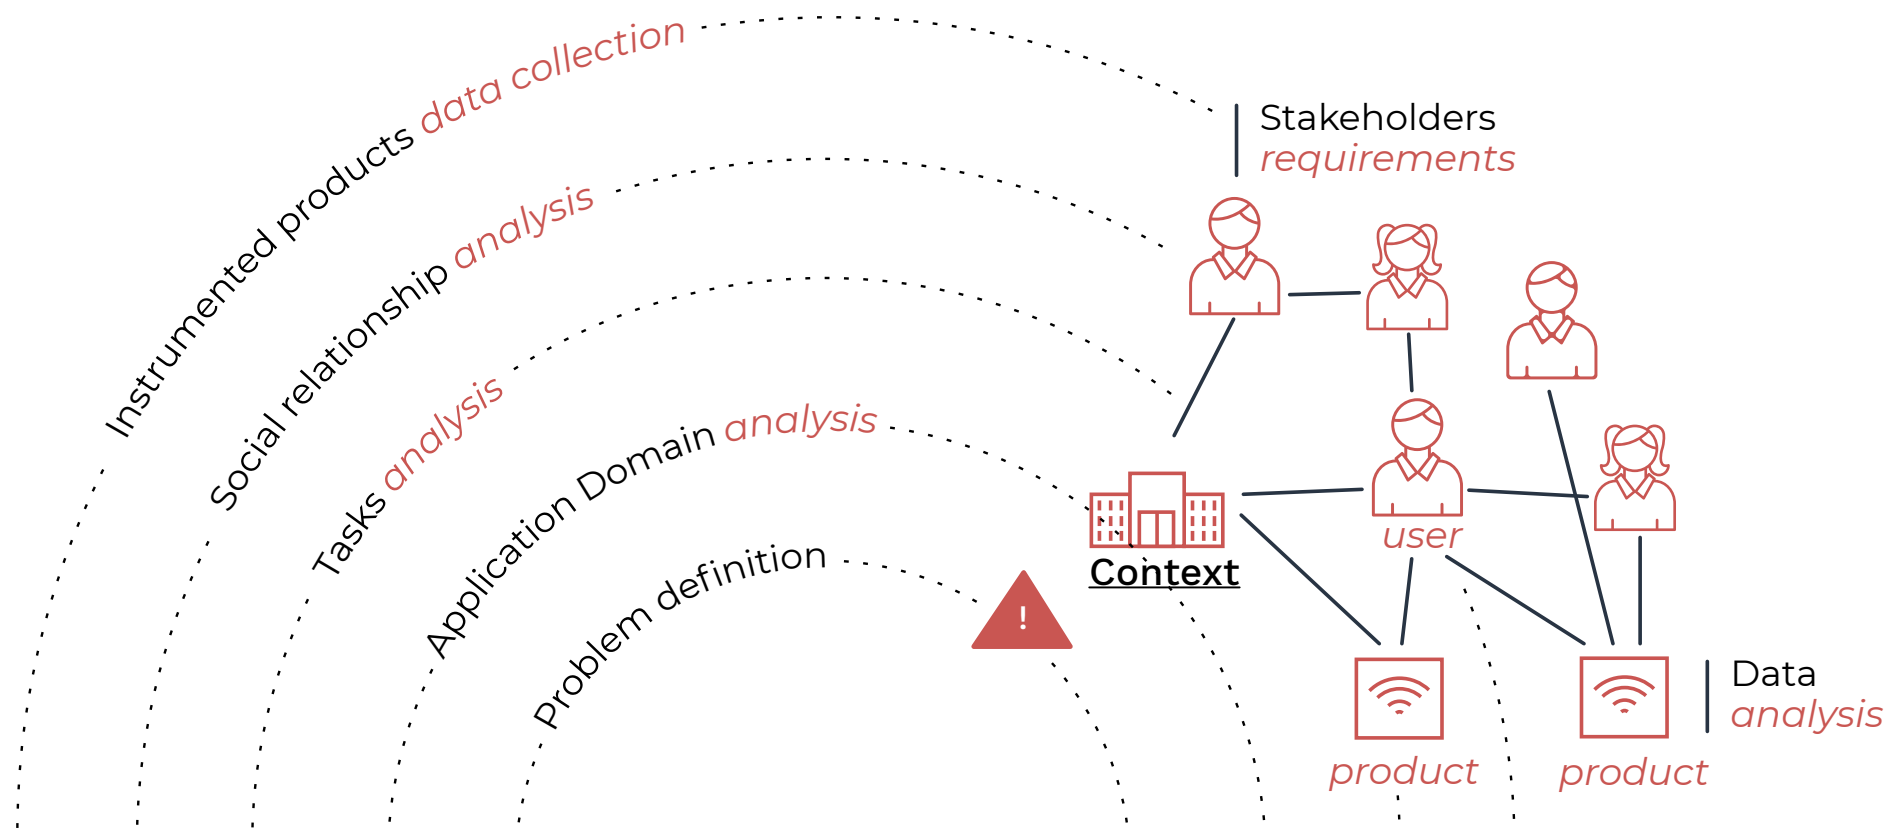 Instrumented products data collection
Social relationship analysis
Tasks analysis
Application Domain analysis
Problem definition
!
Stakeholders
requirements
user
Context
product
product
Data
analysis